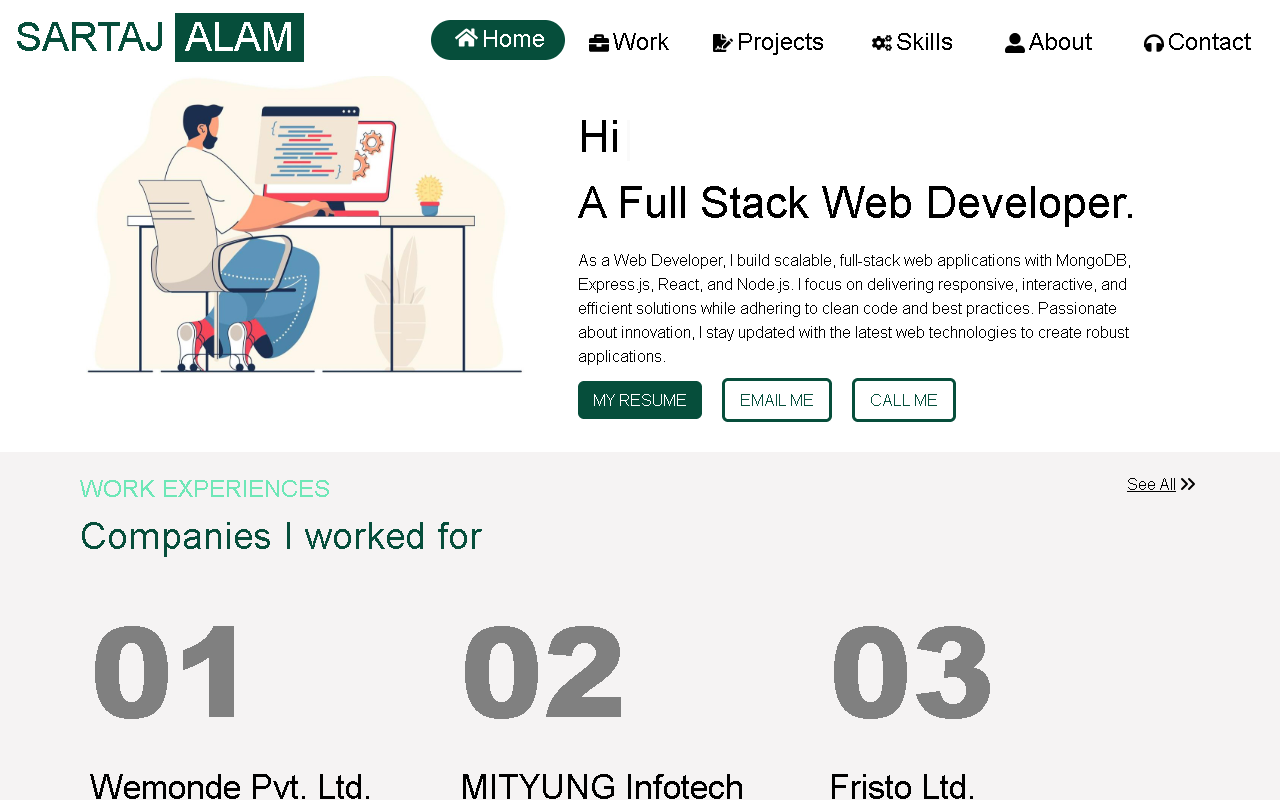 SARTAJ ALAM
Home
Work
Projects
Skills
About
Contact
Hi
A Full Stack Web Developer.
As a Web Developer, I build scalable, full-stack web applications with MongoDB,
Express.js, React, and Node.js. I focus on delivering responsive, interactive, and
efficient solutions while adhering to clean code and best practices. Passionate
about innovation, I stay updated with the latest web technologies to create robust
applications.
MY RESUME
EMAIL ME
CALL ME
WORK EXPERIENCES
See All
Companies I worked for
01
02
03
Wemonde Pvt. Ltd.
MITYUNG Infotech
Fristo Ltd.